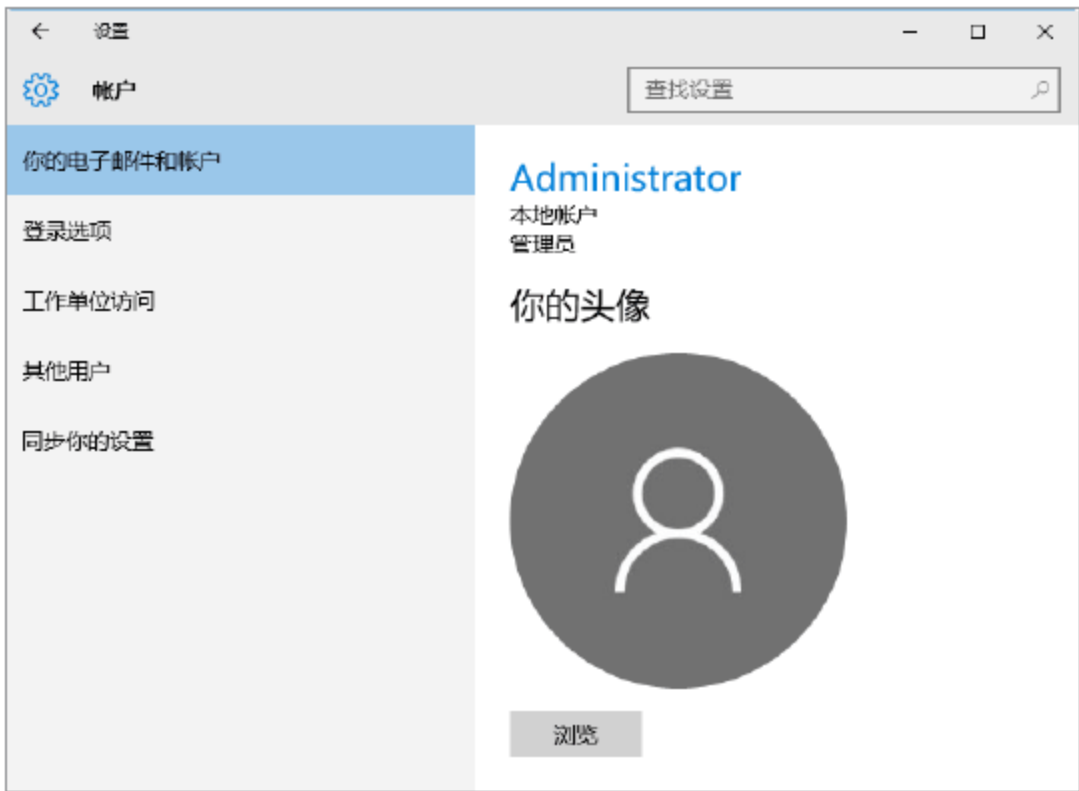 设置
帐户
查找设置
你的电子邮件和帐户
登录选项
工作单位访问
其他用户
同步你的设置
Administrator
本地帐户
管理员
你的头像
浏览